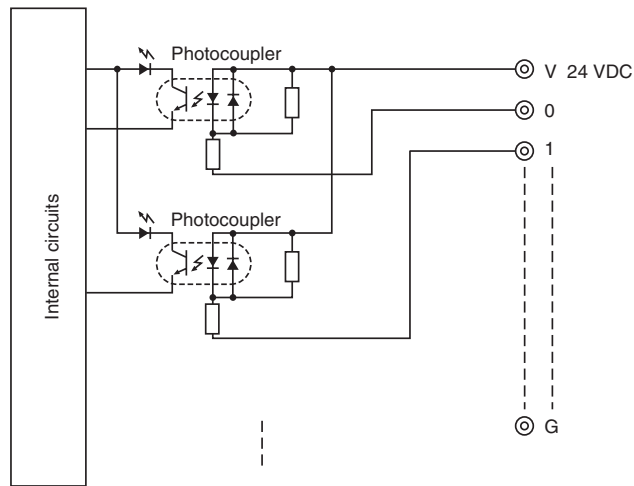 Photocoupler
V 24 VDC
0
1
Photocoupler
Internal circuits
G